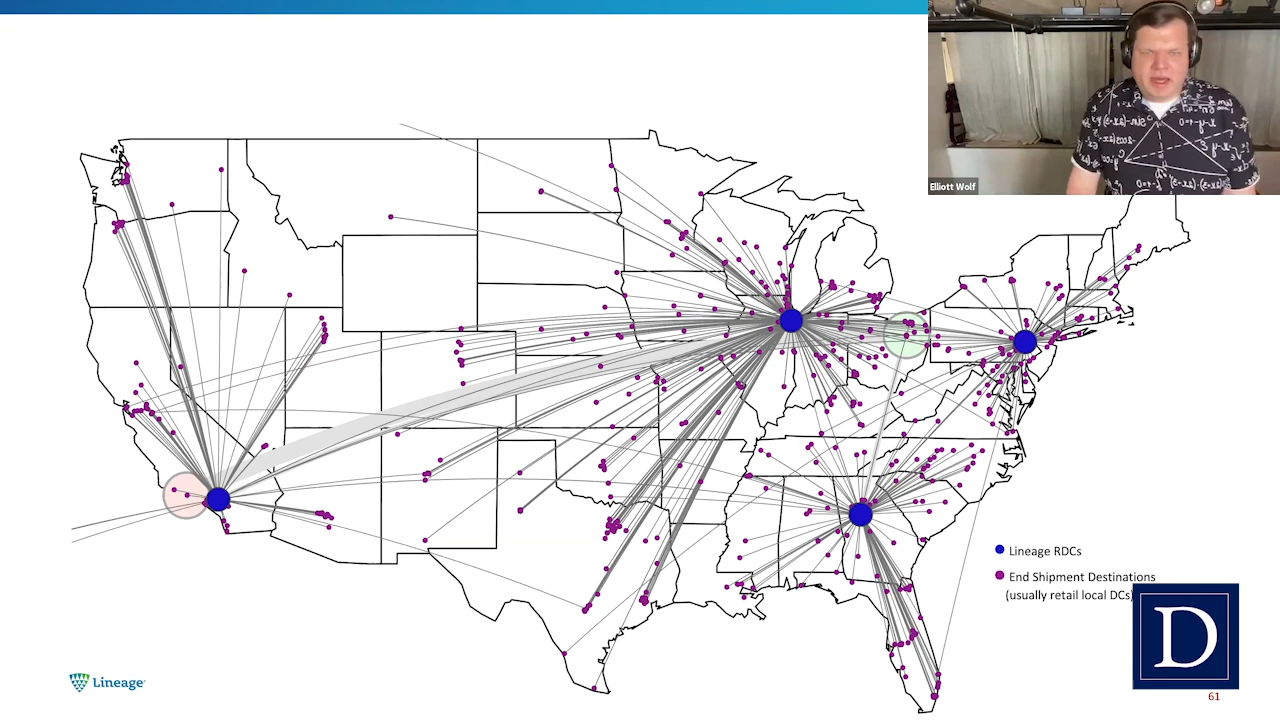 Elliott Wolf
Lineage RDCs
End Shipment Destinations
(usually retail local DCs)
D
Lineage
61